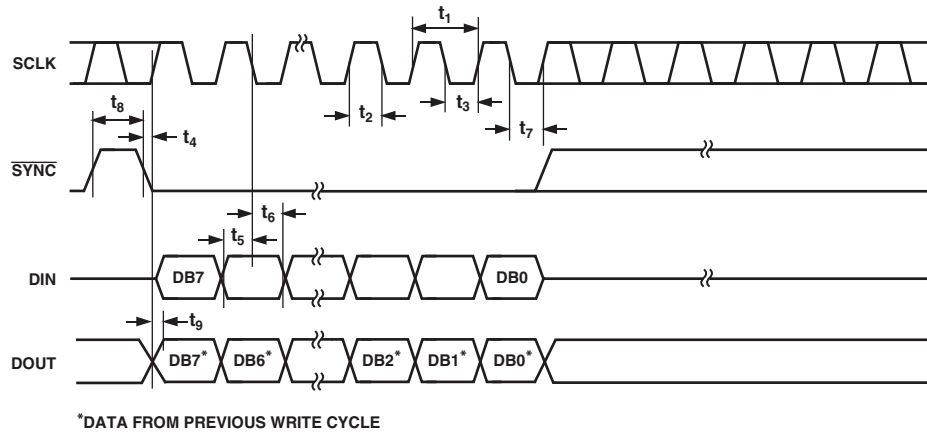 t1
SCLK
t8
t2
t3
t4
t7
SYNC
t6
t5
DIN
DB7
DB0
t9
DOUT
DB7*
DB6*
DB2*
DB1*
DB0*
*DATA FROM PREVIOUS WRITE CYCLE